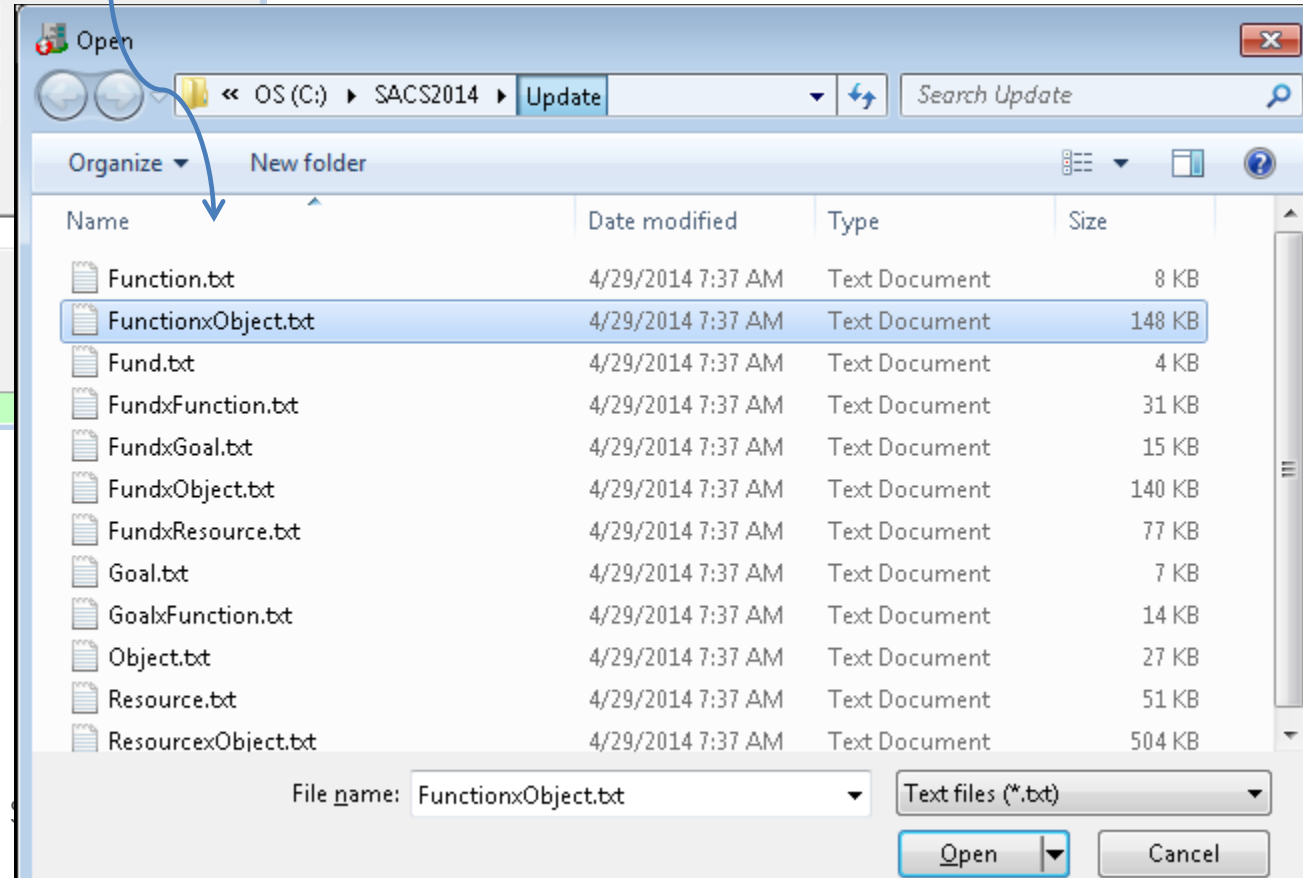 Open
« OS (C:) ▸ SACS2014 ▸ Update Search Update
Organize New folder
Name Date modified Type Size
Function.txt 4/29/2014 7:37 AM Text Document 8 KB
FunctionxObject.txt 4/29/2014 7:37 AM Text Document 148 KB
Fund.txt 4/29/2014 7:37 AM Text Document 4 KB
FundxFunction.txt 4/29/2014 7:37 AM Text Document 31 KB
FundxGoal.txt 4/29/2014 7:37 AM Text Document 15 KB
FundxObject.txt 4/29/2014 7:37 AM Text Document 140 KB
FundxResource.txt 4/29/2014 7:37 AM Text Document 77 KB
Goal.txt 4/29/2014 7:37 AM Text Document 7 KB
GoalxFunction.txt 4/29/2014 7:37 AM Text Document 14 KB
Object.txt 4/29/2014 7:37 AM Text Document 27 KB
Resource.txt 4/29/2014 7:37 AM Text Document 51 KB
ResourcexObject.txt 4/29/2014 7:37 AM Text Document 504 KB
File name: FunctionxObject.txt Text files (*.txt)
Open Cancel